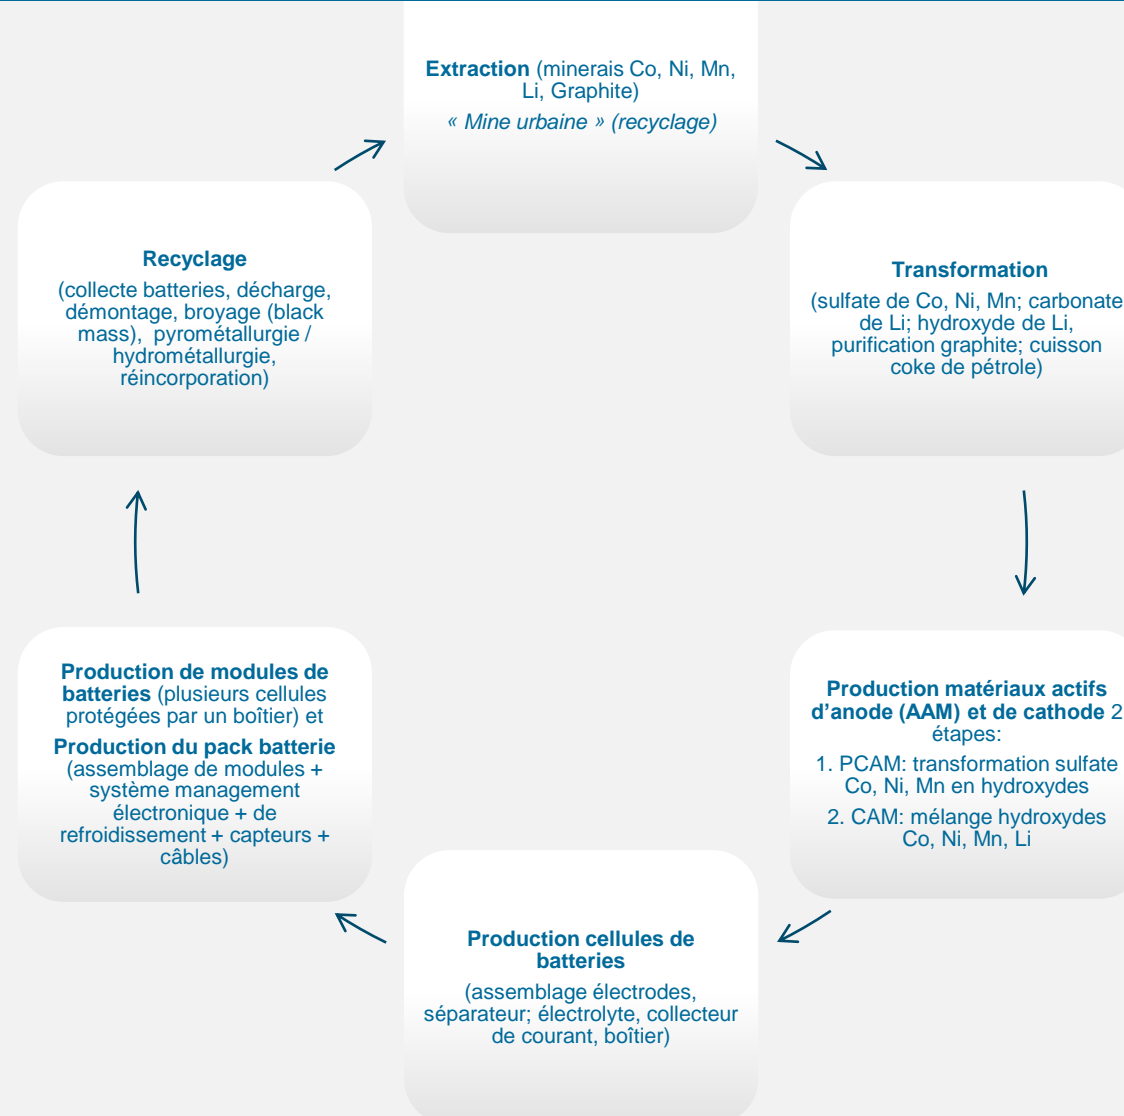 Extraction (minerais Co, Ni, Mn,
Li, Graphite)
« Mine urbaine » (recyclage)
Transformation
(sulfate de Co, Ni, Mn; carbonate
de Li; hydroxyde de Li,
purification graphite; cuisson
coke de pétrole)
Production matériaux actifs
d’anode (AAM) et de cathode 2
étapes:
1. PCAM: transformation sulfate
Co, Ni, Mn en hydroxydes
2. CAM: mélange hydroxydes
Co, Ni, Mn, Li
Production cellules de
batteries
(assemblage électrodes,
séparateur; électrolyte, collecteur
de courant, boîtier)
Production de modules de
batteries (plusieurs cellules
protégées par un boîtier) et
Production du pack batterie
(assemblage de modules +
système management
électronique + de
refroidissement + capteurs +
câbles)
Recyclage
(collecte batteries, décharge,
démontage, broyage (black
mass), pyrométallurgie /
hydrométallurgie,
réincorporation)